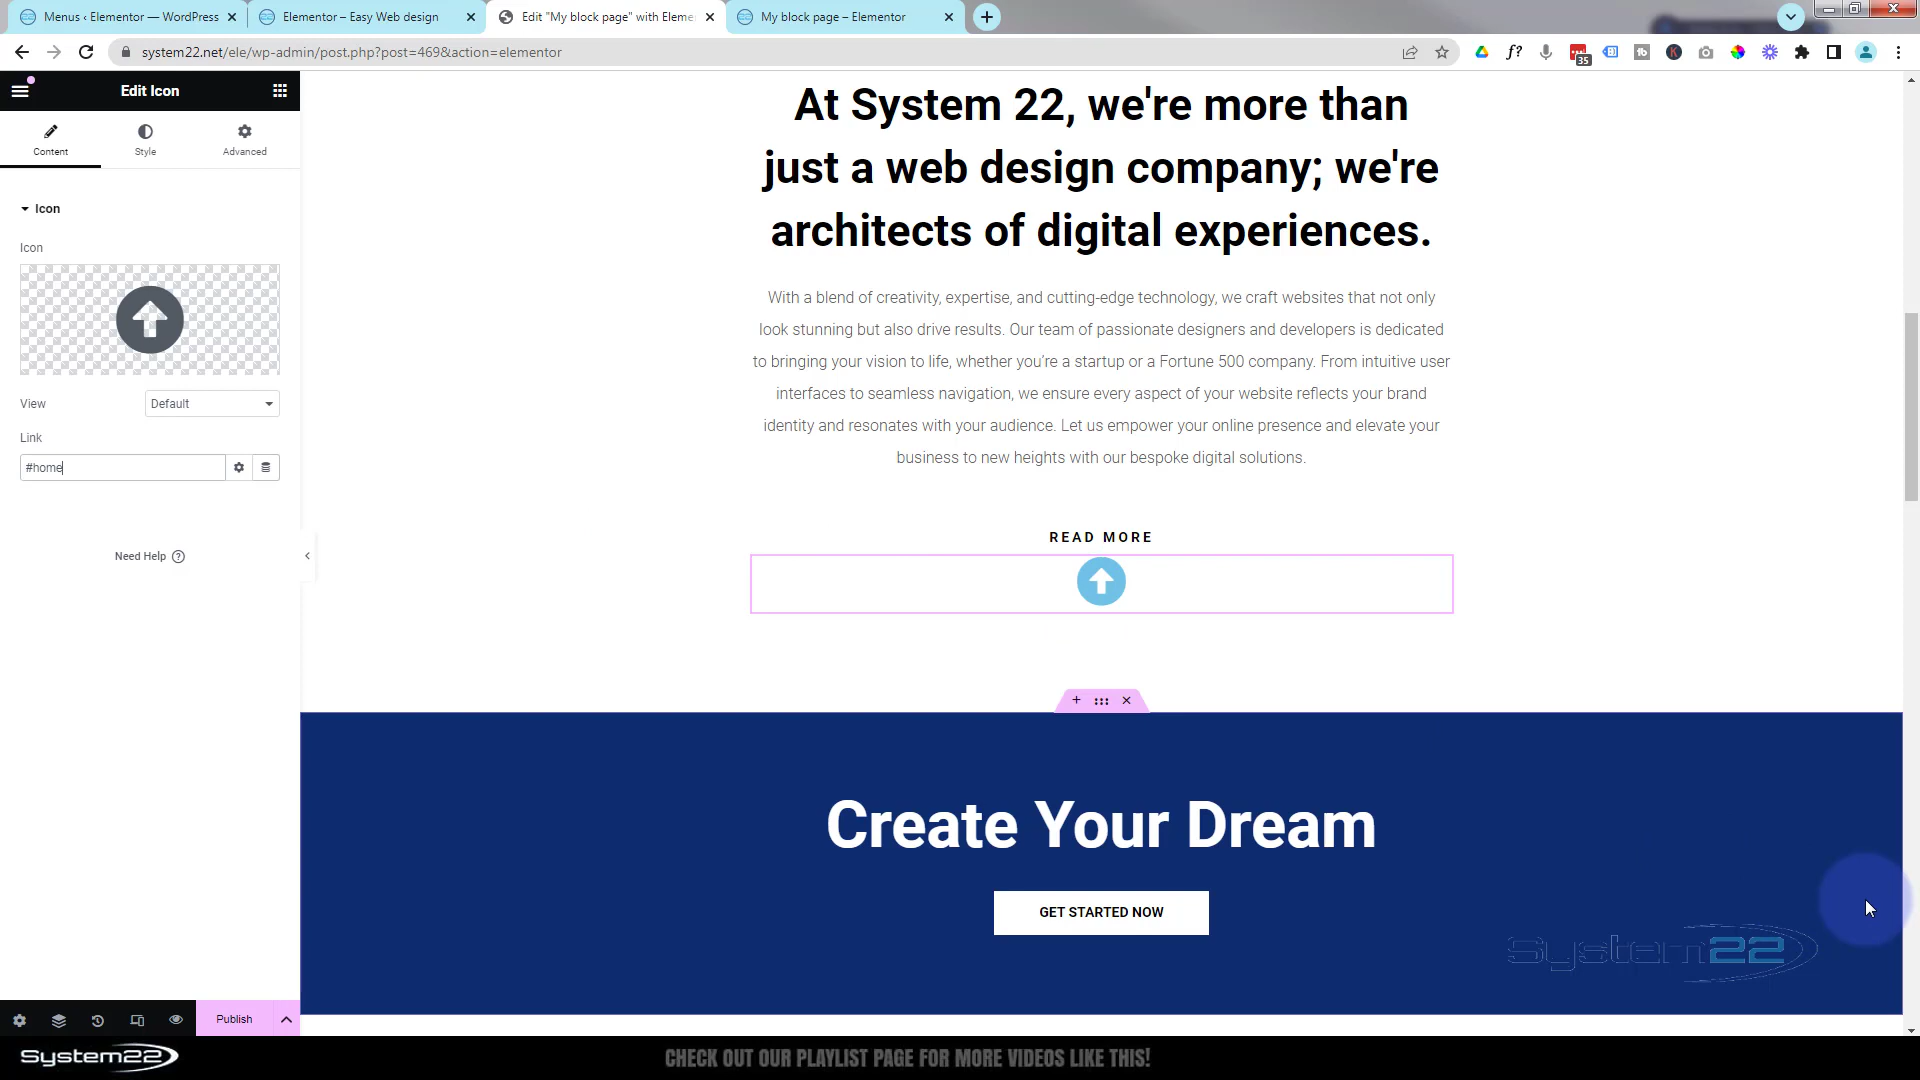 Menus ‹ Elementor — WordPress
Elementor – Easy Web design
Edit "My block page" with Eleme
My block page – Elementor
system22.net/ele/wp-admin/post.php?post=469&action=elementor
f?
tb
K
35
Edit Icon
Content
Style
Advanced
Icon
Icon
View
Default
Link
#home
Need Help
Publish
At System 22, we're more than
just a web design company; we're
architects of digital experiences.
With a blend of creativity, expertise, and cutting-edge technology, we craft websites that not only
look stunning but also drive results. Our team of passionate designers and developers is dedicated
to bringing your vision to life, whether you're a startup or a Fortune 500 company. From intuitive user
interfaces to seamless navigation, we ensure every aspect of your website reflects your brand
identity and resonates with your audience. Let us empower your online presence and elevate your
business to new heights with our bespoke digital solutions.
READ MORE
Create Your Dream
GET STARTED NOW
System22
System22
CHECK OUT OUR PLAYLIST PAGE FOR MORE VIDEOS LIKE THIS!